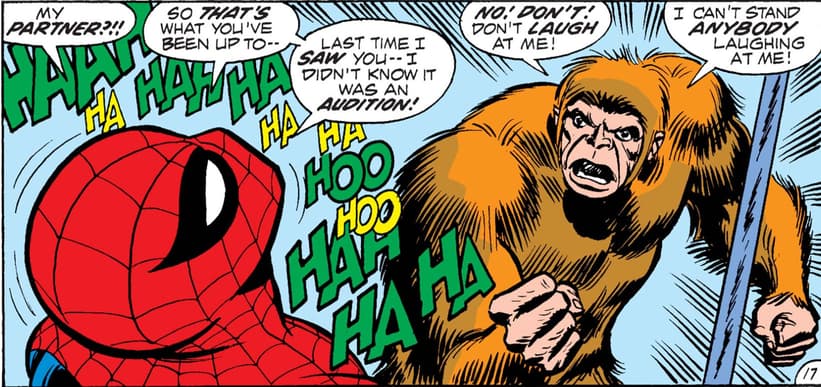 MY
PARTNER?!!
SO THAT'S
WHAT YOU'VE
BEEN UP TO--
LAST TIME I
SAW YOU--I
DIDN'T KNOW IT
WAS AN
AUDITION!
HAHAH
HA
HAH
HA
HA
HA
HOO
HOO
HAH
HA
HA
NO! DON'T!
DON'T LAUGH
AT ME!
I CAN'T STAND
ANYBODY
LAUGHING
AT ME!
17